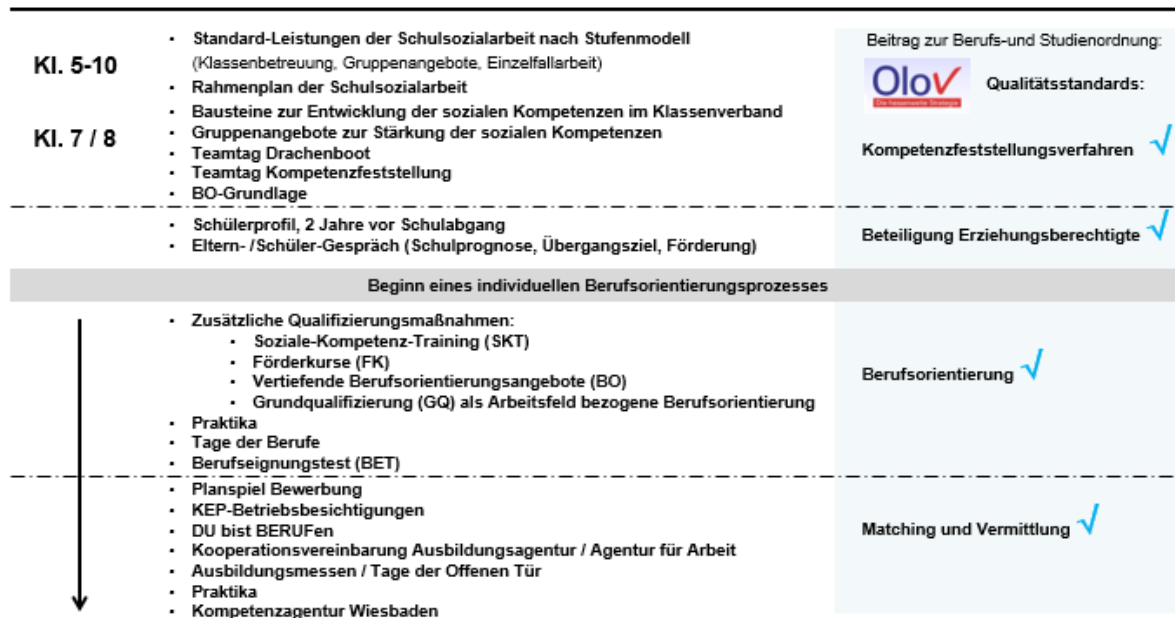 Kl. 5-10
▪ Standard-Leistungen der Schulsozialarbeit nach Stufenmodell
(Klassenbetreuung, Gruppenangebote, Einzelfallarbeit)
▪ Rahmenplan der Schulsozialarbeit
Beitrag zur Berufs-und Studienordnung:
OloV
Die hessenweite Strategie
Qualitätsstandards:
Kl. 7 / 8
▪ Bausteine zur Entwicklung der sozialen Kompetenzen im Klassenverband
▪ Gruppenangebote zur Stärkung der sozialen Kompetenzen
▪ Teamtag Drachenboot
▪ Teamtag Kompetenzfeststellung
▪ BO-Grundlage
Kompetenzfeststellungsverfahren √
▪ Schülerprofil, 2 Jahre vor Schulabgang
▪ Eltern- /Schüler-Gespräch (Schulprognose, Übergangsziel, Förderung)
Beteiligung Erziehungsberechtigte √
Beginn eines individuellen Berufsorientierungsprozesses
▪ Zusätzliche Qualifizierungsmaßnahmen:
▪ Soziale-Kompetenz-Training (SKT)
▪ Förderkurse (FK)
▪ Vertiefende Berufsorientierungsangebote (BO)
▪ Grundqualifizierung (GQ) als Arbeitsfeld bezogene Berufsorientierung
▪ Praktika
▪ Tage der Berufe
▪ Berufseignungstest (BET)
Berufsorientierung √
▪ Planspiel Bewerbung
▪ KEP-Betriebsbesichtigungen
▪ DU bist BERUFen
▪ Kooperationsvereinbarung Ausbildungsagentur / Agentur für Arbeit
▪ Ausbildungsmessen / Tage der Offenen Tür
▪ Praktika
▪ Kompetenzagentur Wiesbaden
Matching und Vermittlung √